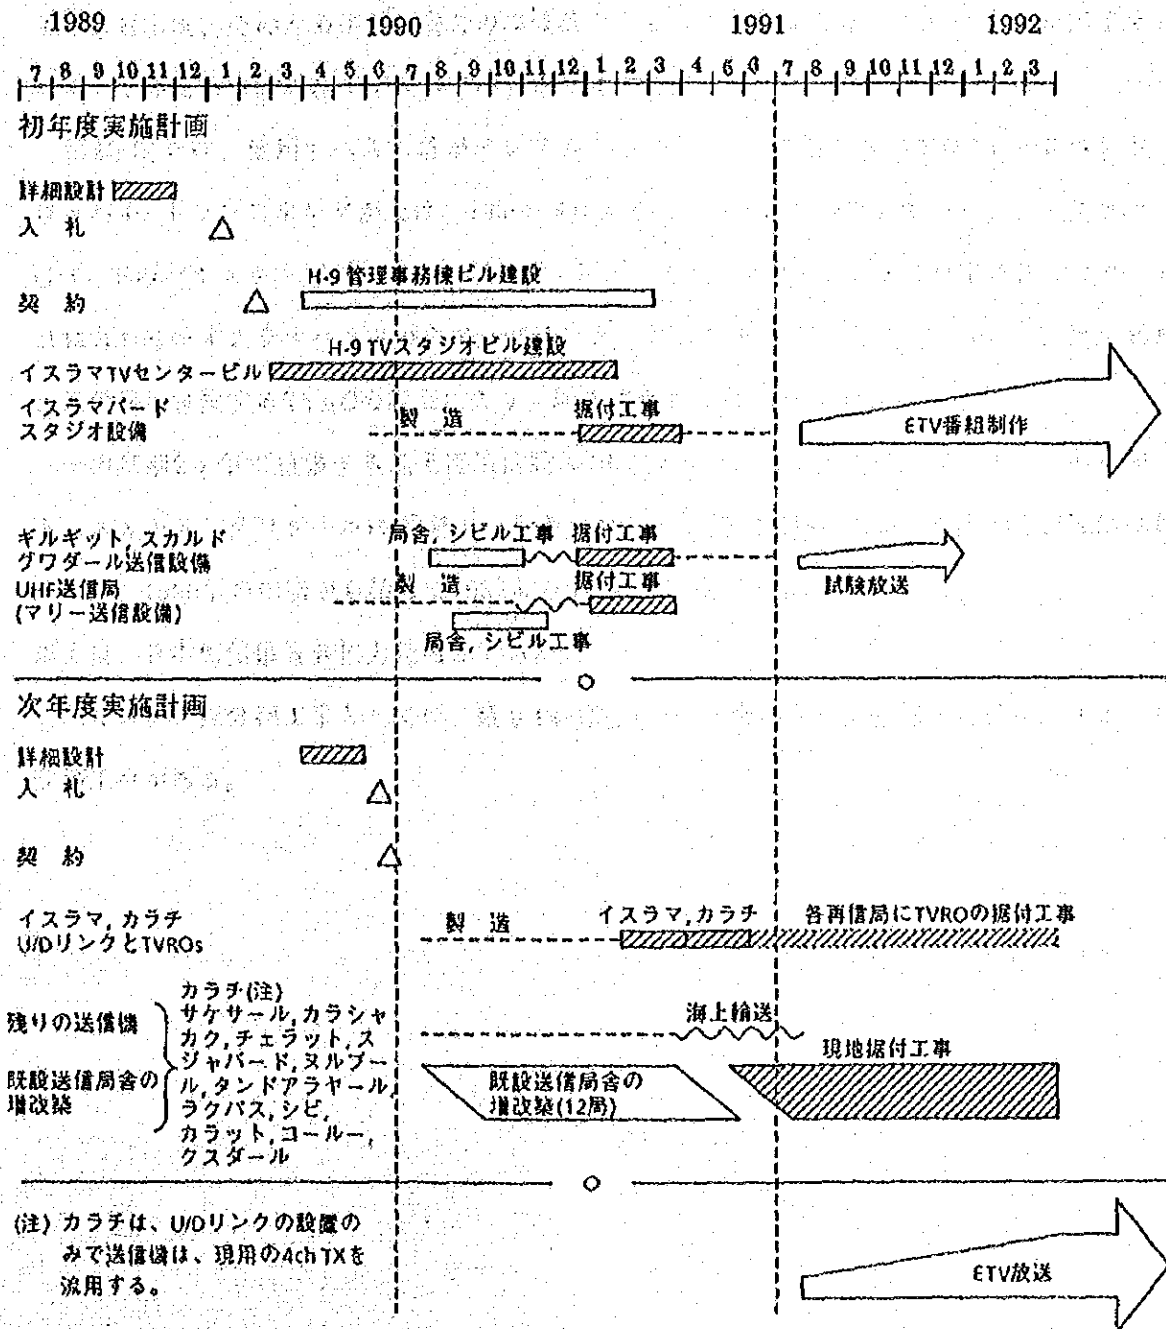 1989 1990 1991 1992
7 8 9 10 11 12 1 2 3 4 5 6 7 8 9 10 11 12 1 2 3 4 5 6 7 8 9 10 11 12 1 2 3
初年度実施計画
詳細設計
入 札
H-9 管理事務棟ビル建設
契 約
H-9 TVスタジオビル建設
イスラマTVセンタービル
イスラマバード
スタジオ設備
製 造 据付工事
ETV番組制作
ギルギット, スカルド
グワダール送信設備
局舎, シビル工事 据付工事
UHF送信局
(マリー送信設備)
製 造 据付工事
試験放送
局舎, シビル工事
次年度実施計画
詳細設計
入 札
契 約
イスラマ, カラチ
U/DリンクとTVROs
製 造 イスラマ, カラチ 各再信局にTVROの据付工事
残りの送信機
既設送信局舎の
増改築
カラチ(注)
サケサール, カラシャ
カク, チェラット, ス
ジャバード, ヌルプー
ル, タンドアラヤール,
ラクパス, シビ,
カラット, コールー,
クスダール
海上輸送
現地据付工事
既設送信局舎の
増改築(12局)
(注) カラチは、U/Dリンクの設置の
みで送信機は、現用の4ch TXを
流用する。
ETV放送